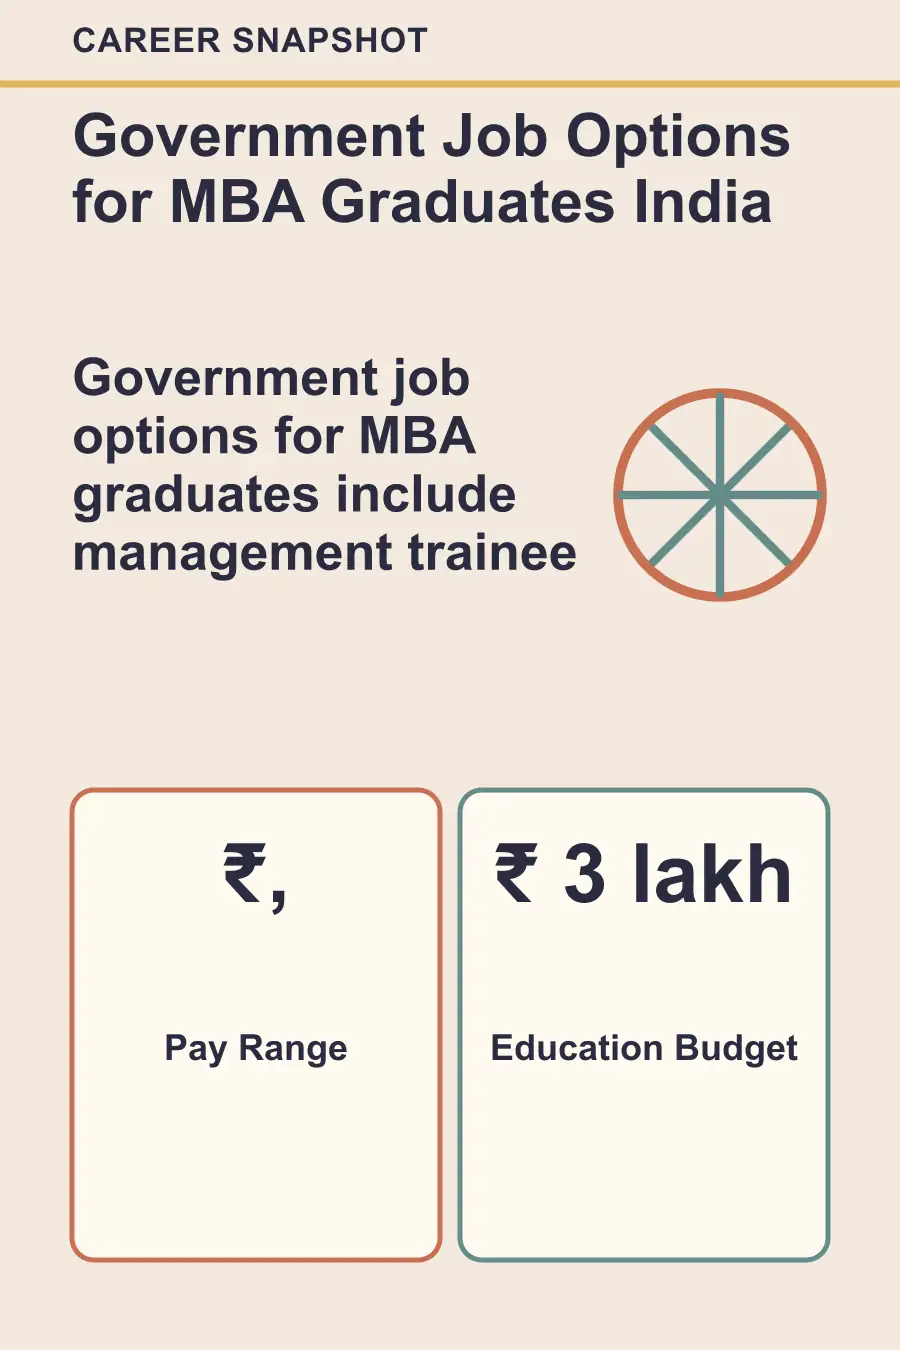 CAREER SNAPSHOT
Government Job Options
for MBA Graduates India
Government job
options for MBA
graduates include
management trainee
₹,
Pay Range
₹ 3 lakh
Education Budget